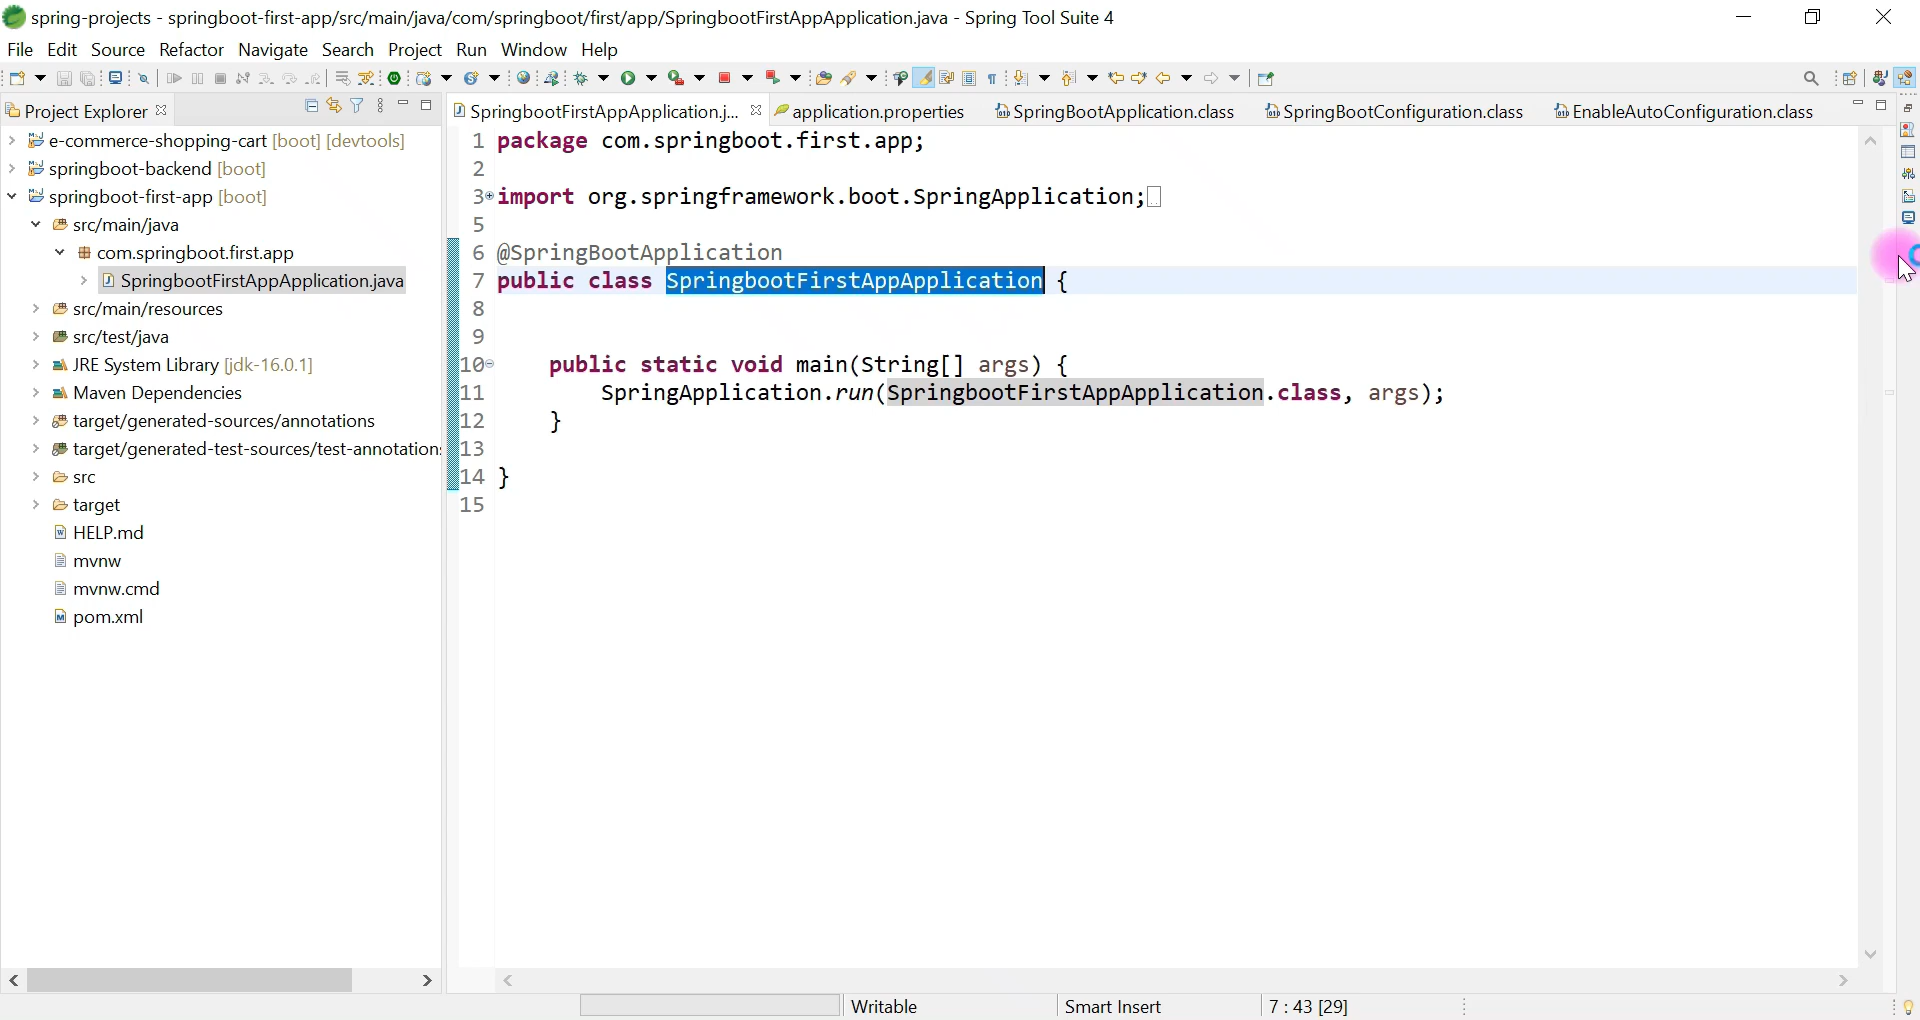 spring-projects - springboot-first-app/src/main/java/com/springboot/first/app/SpringbootFirstAppApplication.java - Spring Tool Suite 4
File Edit Source Refactor Navigate Search Project Run Window Help
Project Explorer
e-commerce-shopping-cart [boot] [devtools]
springboot-backend [boot]
springboot-first-app [boot]
src/main/java
com.springboot.first.app
SpringbootFirstAppApplication.java
src/main/resources
src/test/java
JRE System Library [jdk-16.0.1]
Maven Dependencies
target/generated-sources/annotations
target/generated-test-sources/test-annotation
src
target
HELP.md
mvnw
mvnw.cmd
pom.xml
SpringbootFirstAppApplication.j... application.properties SpringBootApplication.class SpringBootConfiguration.class EnableAutoConfiguration.class
1 package com.springboot.first.app;
2
3 import org.springframework.boot.SpringApplication;
5
6 @SpringBootApplication
7 public class SpringbootFirstAppApplication {
8
9
10 public static void main(String[] args) {
11 SpringApplication.run(SpringbootFirstAppApplication.class, args);
12 }
13
14 }
15
Writable Smart Insert 7 : 43 [29]